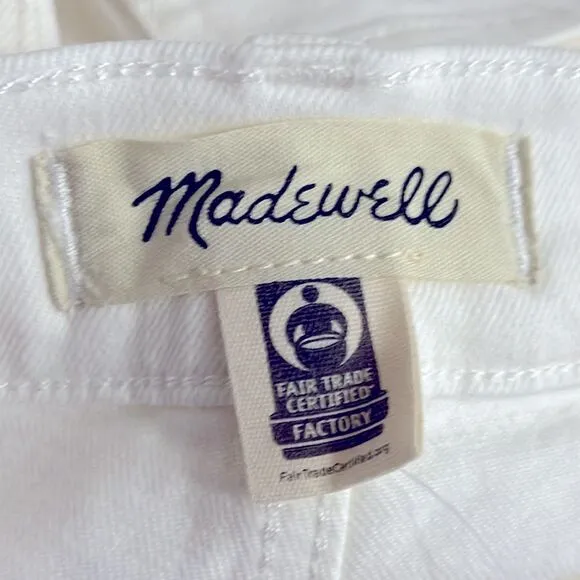 Madewell
FAIR TRADE
CERTIFIED
FACTORY
FairTradeCertified.org